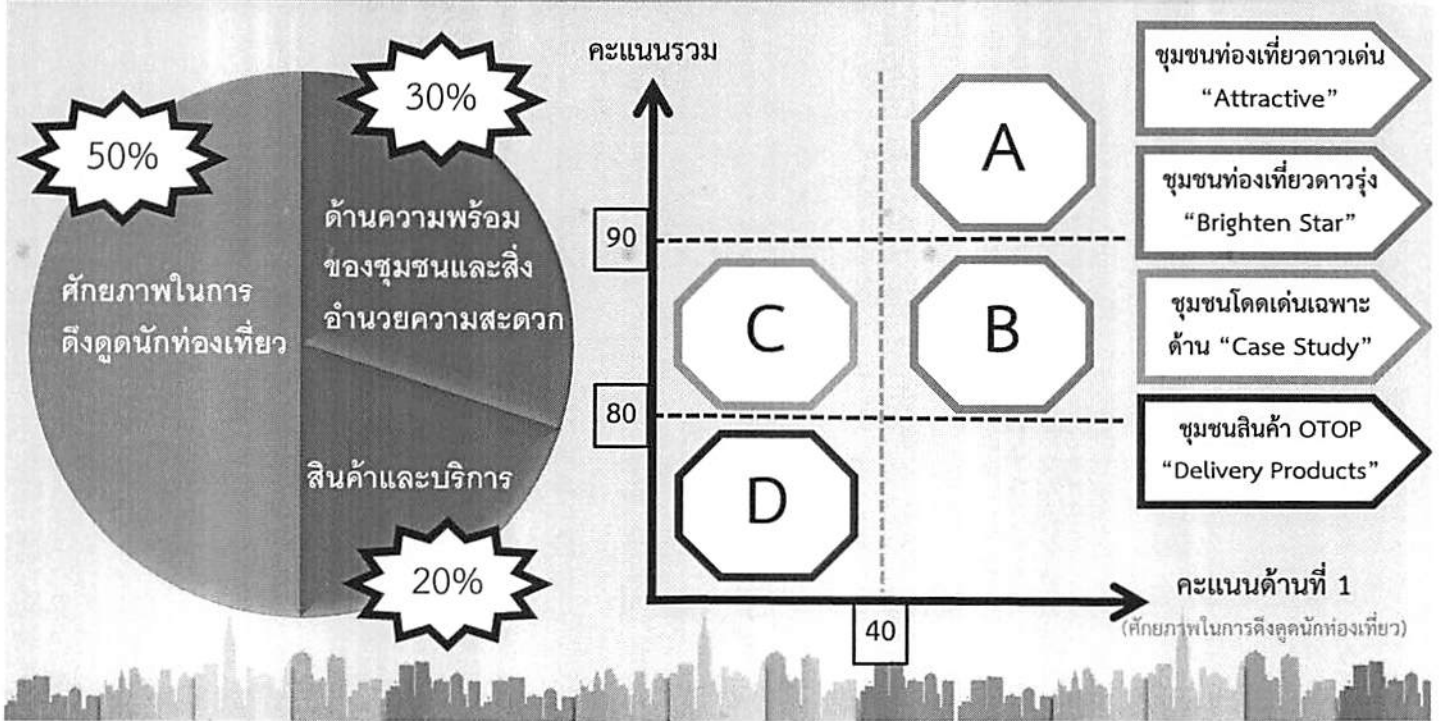 50%
ศักยภาพในการ
ดึงดูดนักท่องเที่ยว
30%
ด้านความพร้อม
ของชุมชนและสิ่ง
อำนวยความสะดวก
สินค้าและบริการ
20%
คะแนนรวม
90
80
A
C
B
D
40
คะแนนด้านที่ 1
(ศักยภาพในการดึงดูดนักท่องเที่ยว)
ชุมชนท่องเที่ยวดาวเด่น
“Attractive”
ชุมชนท่องเที่ยวดาวรุ่ง
“Brighten Star”
ชุมชนโดดเด่นเฉพาะ
ด้าน “Case Study”
ชุมชนสินค้า OTOP
“Delivery Products”